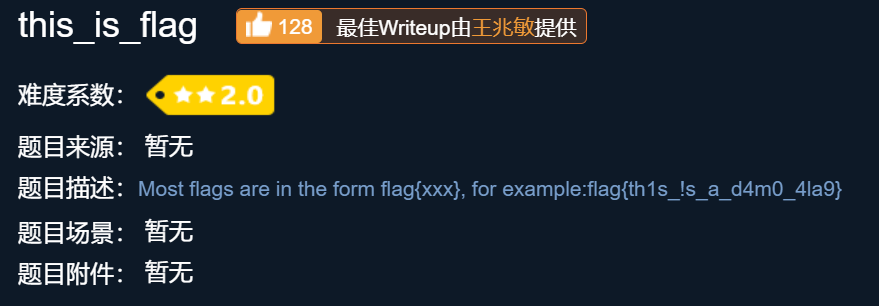 this_is_flag 128 最佳Writeup由王兆敏提供
难度系数： 2.0
题目来源： 暂无
题目描述： Most flags are in the form flag{xxx}, for example:flag{th1s_!s_a_d4m0_4la9}
题目场景： 暂无
题目附件： 暂无